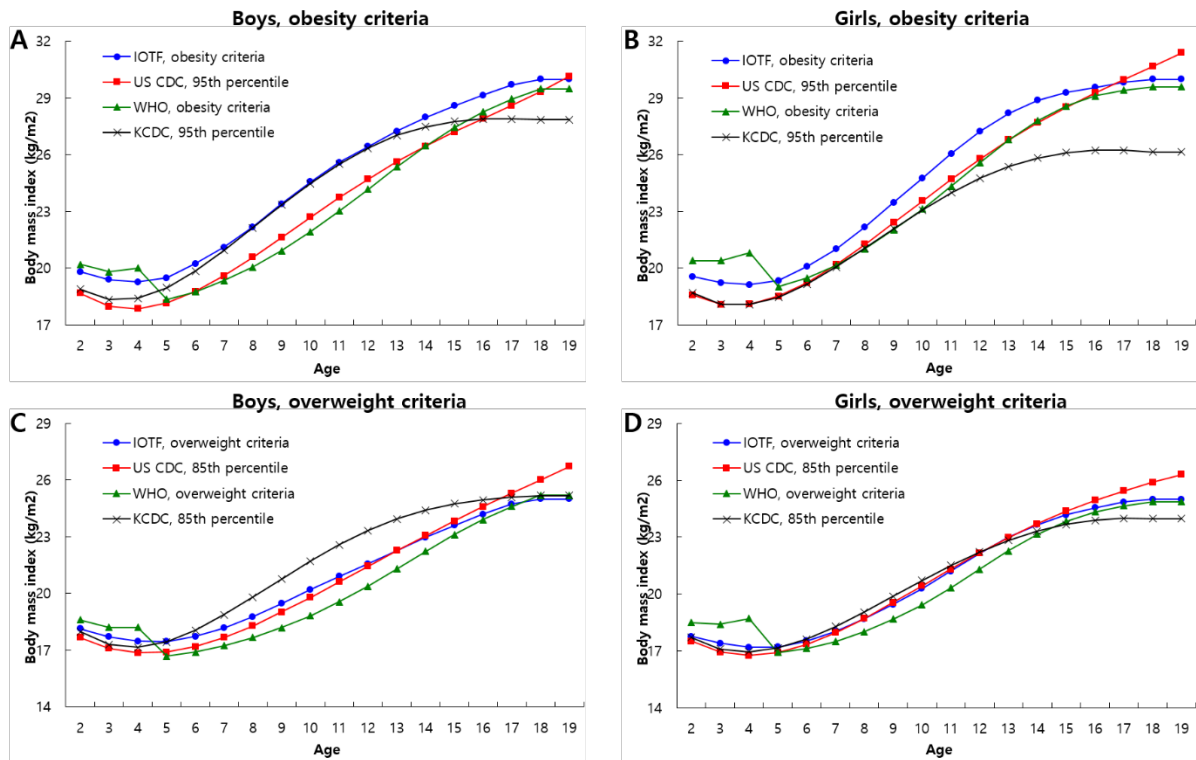 Boys, obesity criteria
A
32
29
26
23
20
17
Body mass index (kg/m2)
IOTF, obesity criteria
US CDC, 95th percentile
WHO, obesity criteria
KCDC, 95th percentile
2 3 4 5 6 7 8 9 10 11 12 13 14 15 16 17 18 19
Age
Girls, obesity criteria
B
32
29
26
23
20
17
Body mass index (kg/m2)
IOTF, obesity criteria
US CDC, 95th percentile
WHO, obesity criteria
KCDC, 95th percentile
2 3 4 5 6 7 8 9 10 11 12 13 14 15 16 17 18 19
Age
Boys, overweight criteria
C
29
26
23
20
17
14
Body mass index (kg/m2)
IOTF, overweight criteria
US CDC, 85th percentile
WHO, overweight criteria
KCDC, 85th percentile
2 3 4 5 6 7 8 9 10 11 12 13 14 15 16 17 18 19
Age
Girls, overweight criteria
D
29
26
23
20
17
14
Body mass index (kg/m2)
IOTF, overweight criteria
US CDC, 85th percentile
WHO, overweight criteria
KCDC, 85th percentile
2 3 4 5 6 7 8 9 10 11 12 13 14 15 16 17 18 19
Age